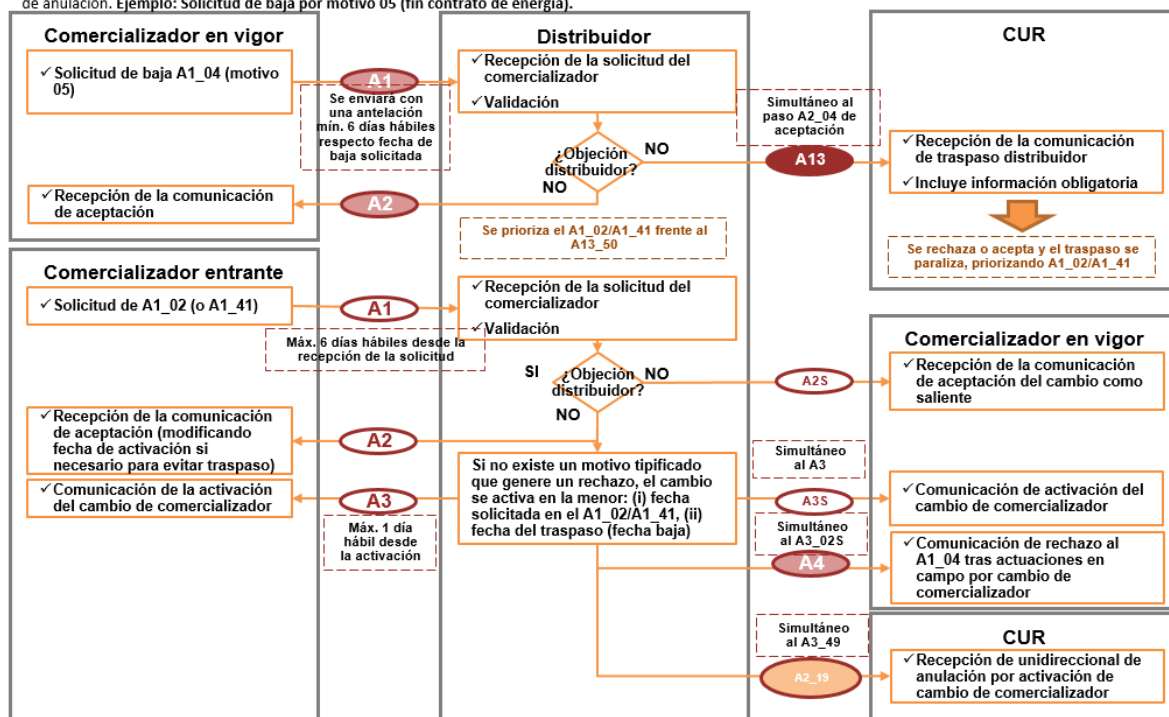 de anulación. Ejemplo: Solicitud de baja por motivo 05 (fin contrato de energía).
Comercializador en vigor
✓ Solicitud de baja A1_04 (motivo
05)
A1
Se enviará con
una antelación
mín. 6 días hábiles
respecto fecha de
baja solicitada
Distribuidor
✓ Recepción de la solicitud del
comercializador
✓ Validación
¿Objeción
distribuidor?
NO
NO
Simultáneo al
paso A2_04 de
aceptación
A13
CUR
✓ Recepción de la comunicación
de traspaso distribuidor
✓ Incluye información obligatoria
Se rechaza o acepta y el traspaso se
paraliza, priorizando A1_02/A1_41
A2
✓ Recepción de la comunicación
de aceptación
Se prioriza el A1_02/A1_41 frente al
A13_50
Comercializador entrante
✓ Solicitud de A1_02 (o A1_41)
A1
Máx. 6 días hábiles desde la
recepción de la solicitud
✓ Recepción de la solicitud del
comercializador
✓ Validación
SI
¿Objeción
distribuidor?
NO
NO
A2S
Comercializador en vigor
✓ Recepción de la comunicación
de aceptación del cambio como
saliente
✓ Recepción de la comunicación
de aceptación (modificando
fecha de activación si
necesario para evitar traspaso)
A2
✓ Comunicación de la activación
del cambio de comercializador
A3
Máx. 1 día
hábil desde
la activación
Si no existe un motivo tipificado
que genere un rechazo, el cambio
se activa en la menor: (i) fecha
solicitada en el A1_02/A1_41, (ii)
fecha del traspaso (fecha baja)
Simultáneo
al A3
A3S
✓ Comunicación de activación del
cambio de comercializador
Simultáneo
al A3_02S
A4
✓ Comunicación de rechazo al
A1_04 tras actuaciones en
campo por cambio de
comercializador
Simultáneo
al A3_49
A2_19
CUR
✓ Recepción de unidireccional de
anulación por activación de
cambio de comercializador